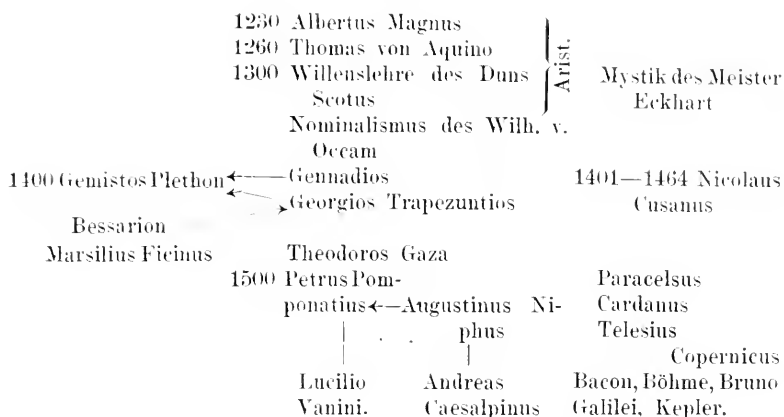 1230 Albertus Magnus
1260 Thomas von Aquino
1300 Willenslehre des Duns
Scotus
Arist.
Mystik des Meister
Eckhart
Nominalismus des Wilh. v.
Occam
1400 Gemistos Plethon ← Gennadios
Georgios Trapezuntios
1401—1464 Nicolaus
Cusanus
Bessarion
Marsilius Ficinus
Theodoros Gaza
1500 Petrus Pom-
ponatius ← Augustinus Ni-
phus
Paracelsus
Cardanus
Telesius
Copernicus
Lucilio
Vanini.
Andreas
Caesalpinus
Bacon, Böhme, Bruno
Galilei, Kepler.